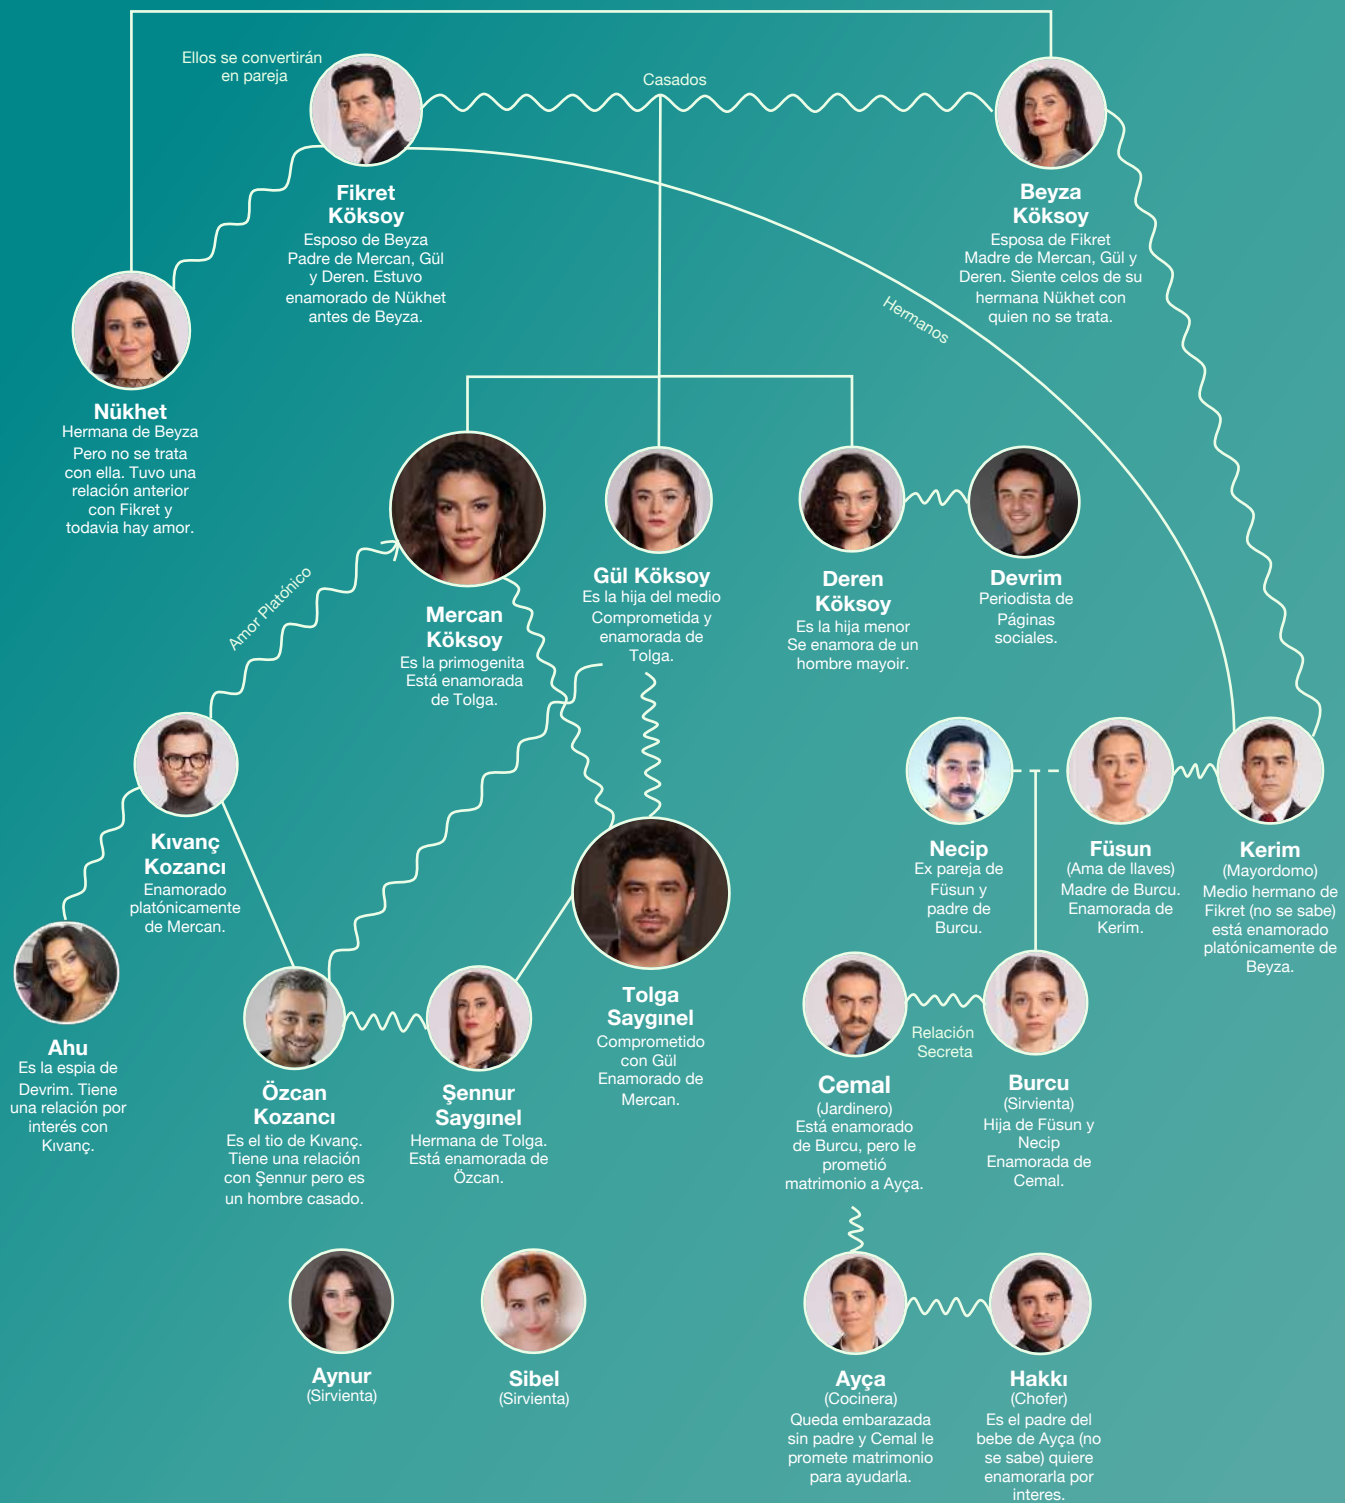 Ellos se convertirán
en pareja
Casados
Fikret
Köksoy
Esposo de Beyza
Padre de Mercan, Gül
y Deren. Estuvo
enamorado de Nükhet
antes de Beyza.
Beyza
Köksoy
Esposa de Fikret
Madre de Mercan, Gül y
Deren. Siente celos de su
hermana Nükhet con
quien no se trata.
Hermanos
Nükhet
Hermana de Beyza
Pero no se trata
con ella. Tuvo una
relación anterior
con Fikret y
todavia hay amor.
Amor Platónico
Mercan
Köksoy
Es la primogenita
Está enamorada
de Tolga.
Gül Köksoy
Es la hija del medio
Comprometida y
enamorada de
Tolga.
Deren
Köksoy
Es la hija menor
Se enamora de un
hombre mayoir.
Devrim
Periodista de
Páginas
sociales.
Kıvanç
Kozancı
Enamorado
platónicamente
de Mercan.
Necip
Ex pareja de
Füsun y
padre de
Burcu.
Füsun
(Ama de llaves)
Madre de Burcu.
Enamorada de
Kerim.
Kerim
(Mayordomo)
Medio hermano de
Fikret (no se sabe)
está enamorado
platónicamente de
Beyza.
Ahu
Es la espia de
Devrim. Tiene
una relación por
interés con
Kıvanç.
Özcan
Kozancı
Es el tio de Kıvanç.
Tiene una relación
con Şennur pero es
un hombre casado.
Şennur
Saygınel
Hermana de Tolga.
Está enamorada de
Özcan.
Tolga
Saygınel
Comprometido
con Gül
Enamorado de
Mercan.
Relación
Secreta
Cemal
(Jardinero)
Está enamorado
de Burcu, pero le
prometió
matrimonio a Ayça.
Burcu
(Sirvienta)
Hija de Füsun y
Necip
Enamorada de
Cemal.
Aynur
(Sirvienta)
Sibel
(Sirvienta)
Ayça
(Cocinera)
Queda embarazada
sin padre y Cemal le
promete matrimonio
para ayudarla.
Hakkı
(Chofer)
Es el padre del
bebe de Ayça (no
se sabe) quiere
enamorarla por
interes.